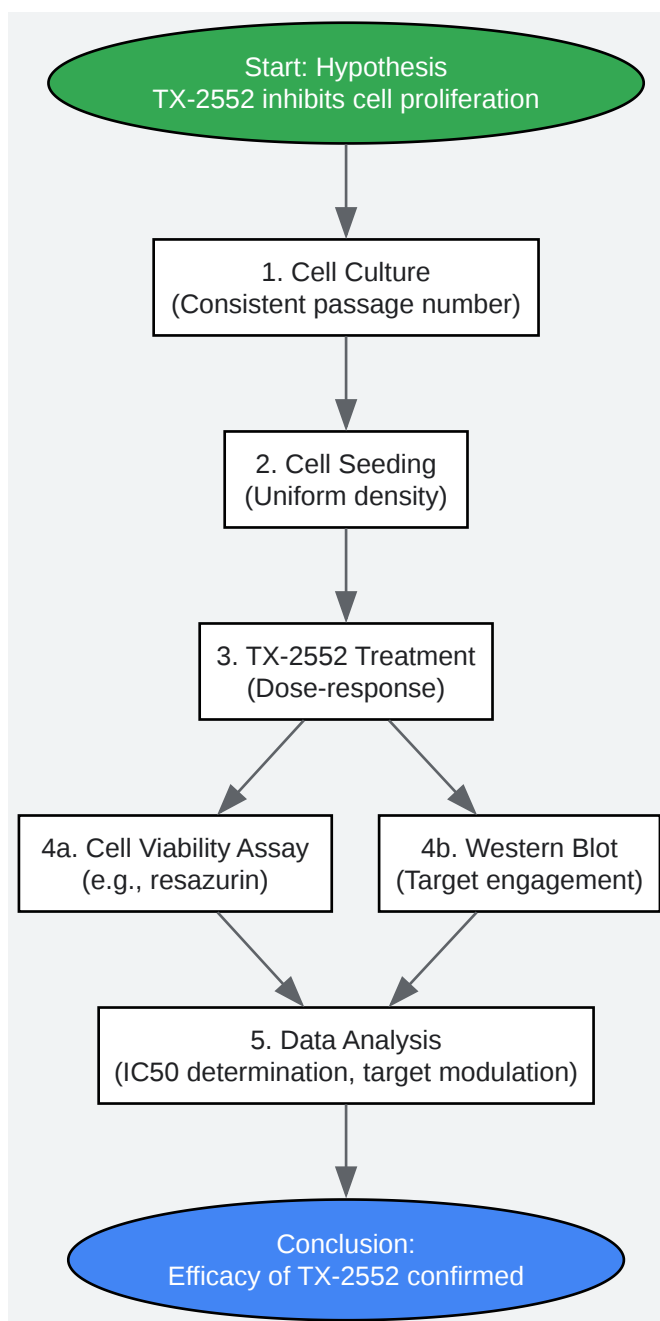 Start: Hypothesis
TX-2552 inhibits cell proliferation
1. Cell Culture
(Consistent passage number)
2. Cell Seeding
(Uniform density)
3. TX-2552 Treatment
(Dose-response)
4a. Cell Viability Assay
(e.g., resazurin)
4b. Western Blot
(Target engagement)
5. Data Analysis
(IC50 determination, target modulation)
Conclusion:
Efficacy of TX-2552 confirmed